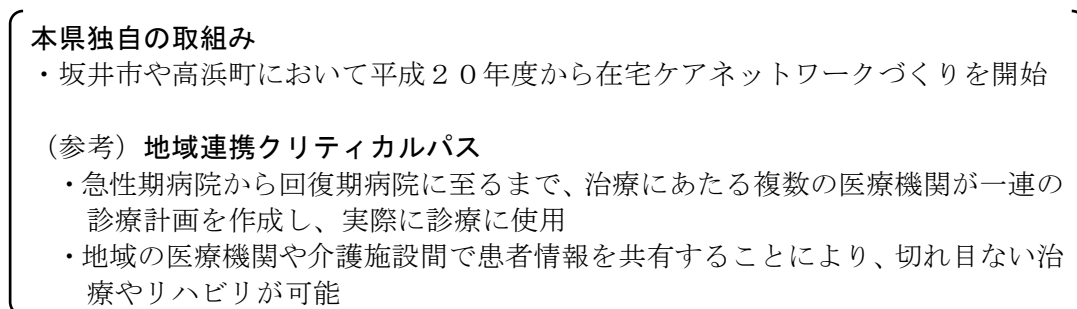 本県独自の取組み
・坂井市や高浜町において平成２０年度から在宅ケアネットワークづくりを開始
（参考）地域連携クリティカルパス
・急性期病院から回復期病院に至るまで、治療にあたる複数の医療機関が一連の
診療計画を作成し、実際に診療に使用
・地域の医療機関や介護施設間で患者情報を共有することにより、切れ目ない治
療やリハビリが可能